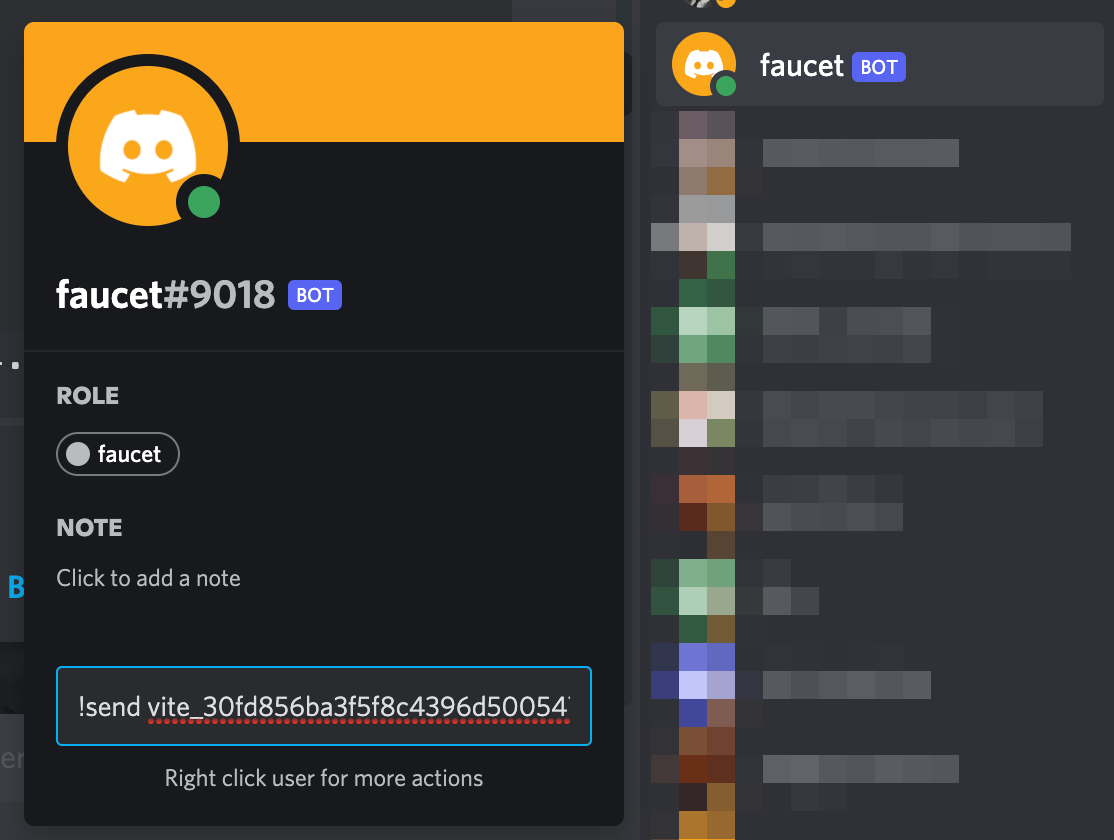 faucet BOT
faucet#9018 BOT
ROLE
faucet
NOTE
Click to add a note
B
!send vite_30fd856ba3f5f8c4396d50054
er
Right click user for more actions